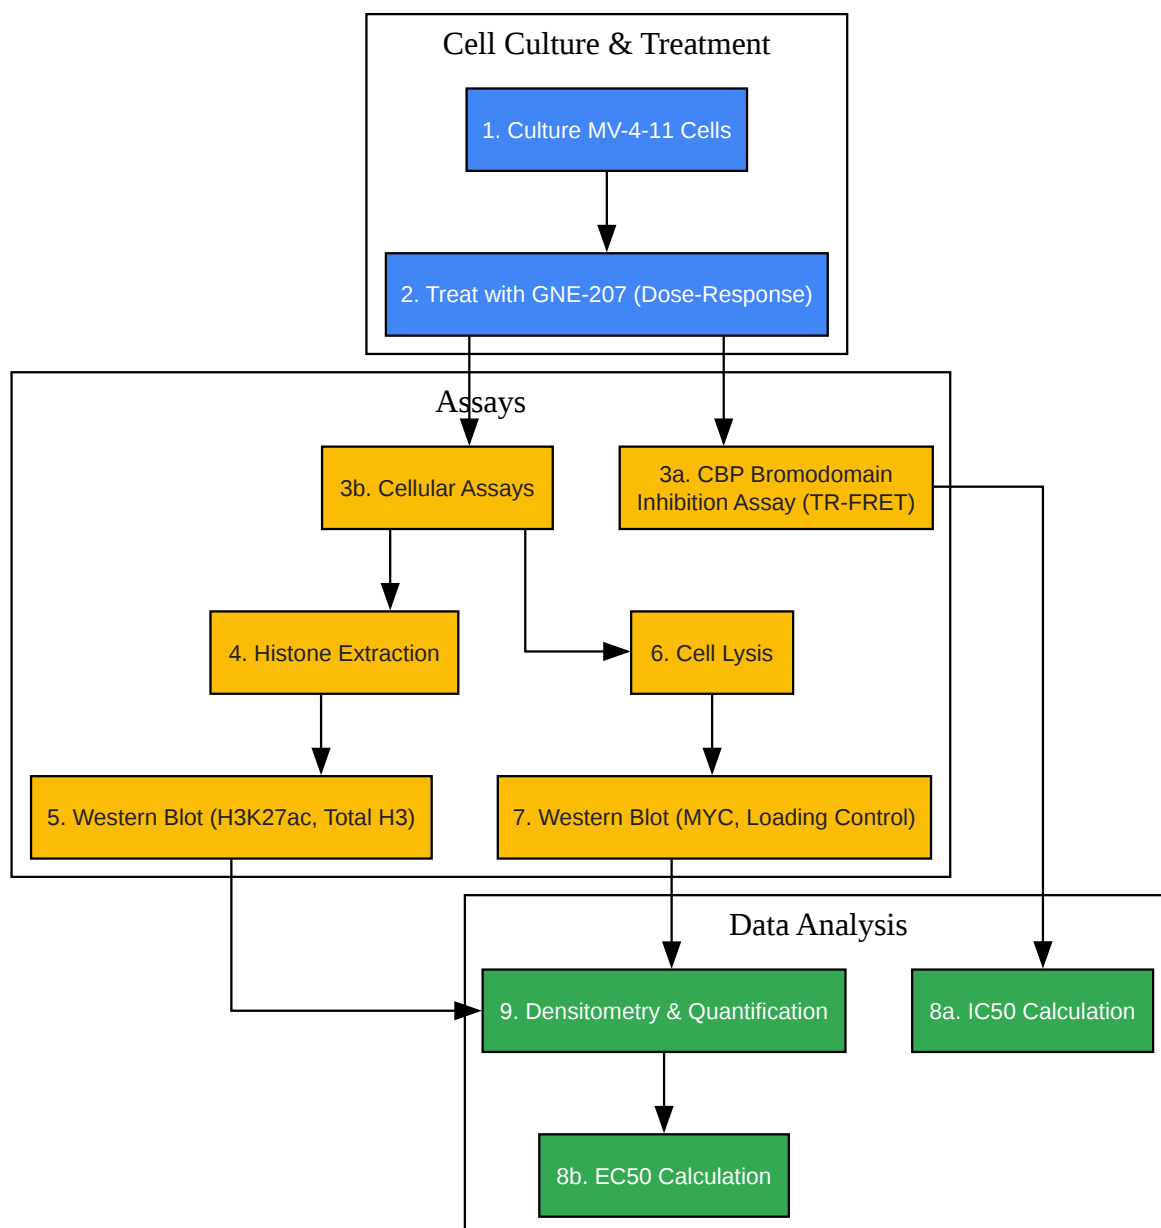 Cell Culture & Treatment
1. Culture MV-4-11 Cells
2. Treat with GNE-207 (Dose-Response)
Assays
3b. Cellular Assays
3a. CBP Bromodomain
Inhibition Assay (TR-FRET)
4. Histone Extraction
6. Cell Lysis
5. Western Blot (H3K27ac, Total H3)
7. Western Blot (MYC, Loading Control)
Data Analysis
9. Densitometry & Quantification
8a. IC50 Calculation
8b. EC50 Calculation